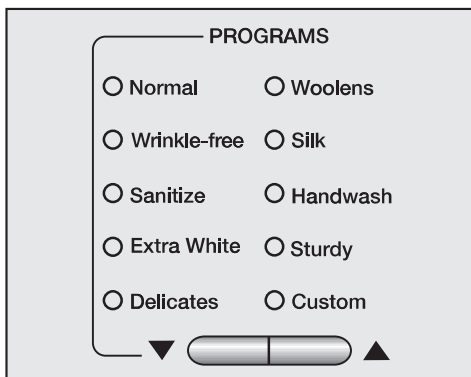 PROGRAMS
Normal
Woolens
Wrinkle-free
Silk
Sanitize
Handwash
Extra White
Sturdy
Delicates
Custom